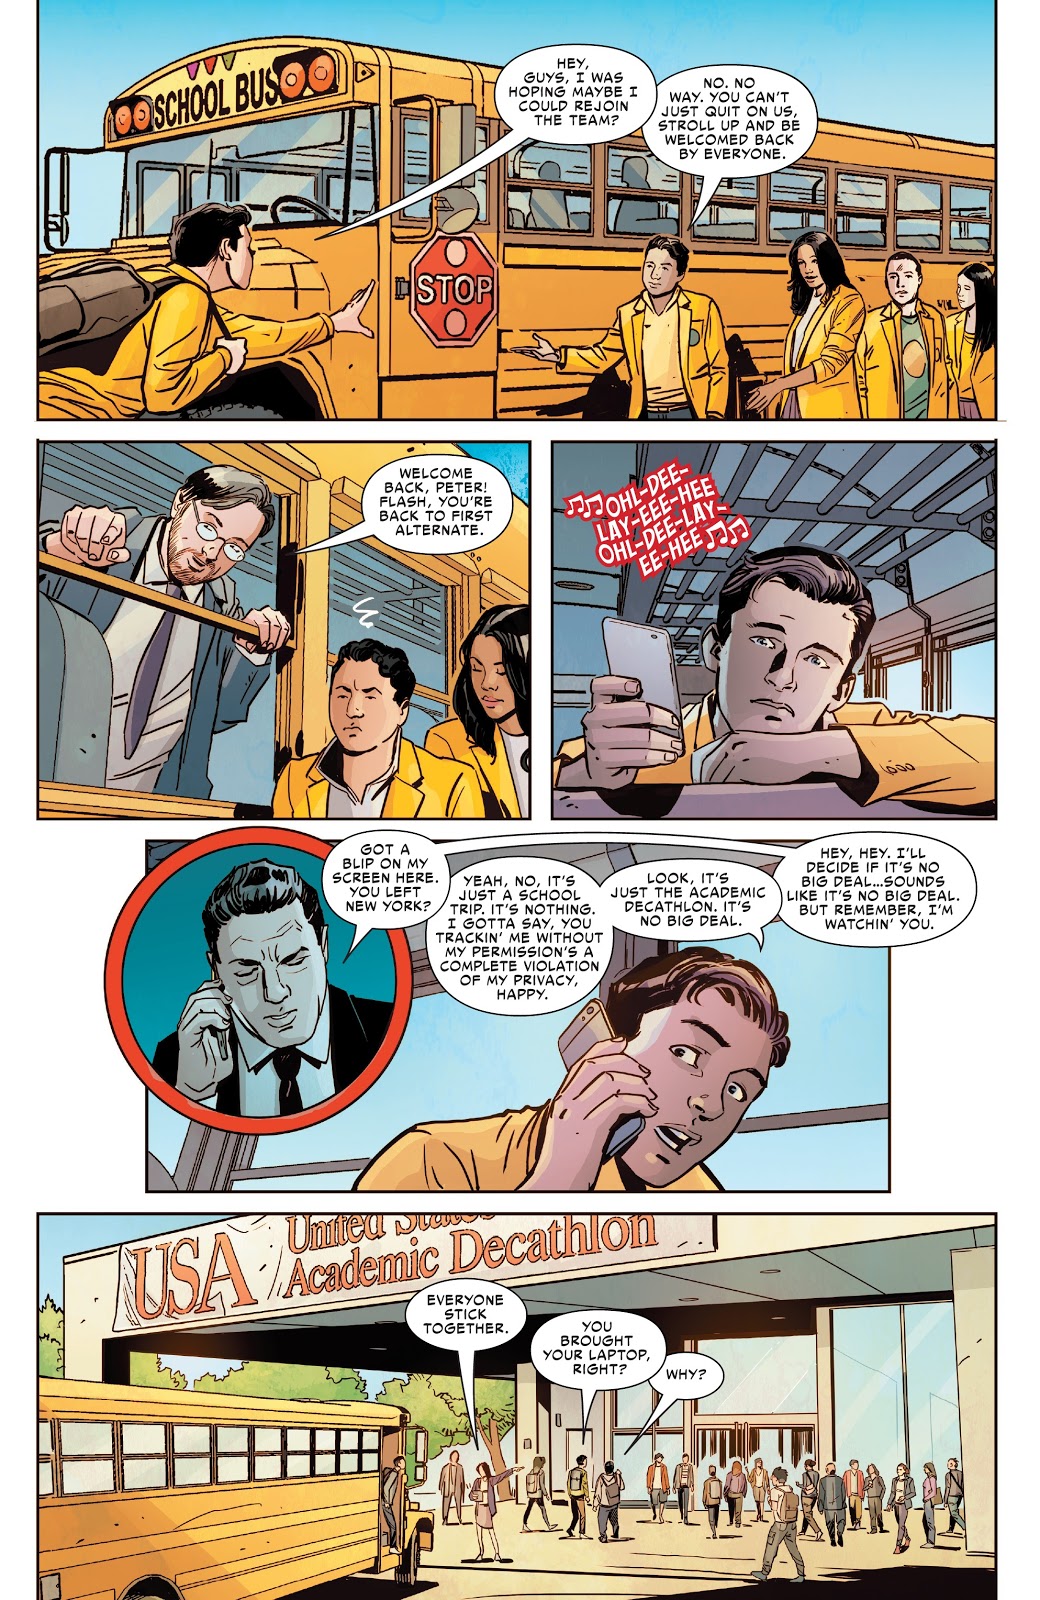 SCHOOL BUS
HEY,
GUYS, I WAS
HOPING MAYBE I
COULD REJOIN
THE TEAM?
NO. NO
WAY. YOU CAN'T
JUST QUIT ON US,
STROLL UP AND BE
WELCOMED BACK
BY EVERYONE.
STOP
WELCOME
BACK, PETER!
FLASH, YOU'RE
BACK TO FIRST
ALTERNATE.
♫♫OHL-DEE-
LAY-EEE-HEE
OHL-DEE-LAY-
EE-HEE♫♫
GOT A
BLIP ON MY
SCREEN HERE.
YOU LEFT
NEW YORK?
YEAH, NO, IT'S
JUST A SCHOOL
TRIP. IT'S NOTHING.
I GOTTA SAY, YOU
TRACKIN' ME WITHOUT
MY PERMISSION'S A
COMPLETE VIOLATION
OF MY PRIVACY,
HAPPY.
LOOK, IT'S
JUST THE ACADEMIC
DECATHLON. IT'S
NO BIG DEAL.
HEY, HEY. I'LL
DECIDE IF IT'S NO
BIG DEAL...SOUNDS
LIKE IT'S NO BIG DEAL.
BUT REMEMBER, I'M
WATCHIN' YOU.
USA
United States
Academic Decathlon
EVERYONE
STICK
TOGETHER.
YOU
BROUGHT
YOUR LAPTOP,
RIGHT?
WHY?